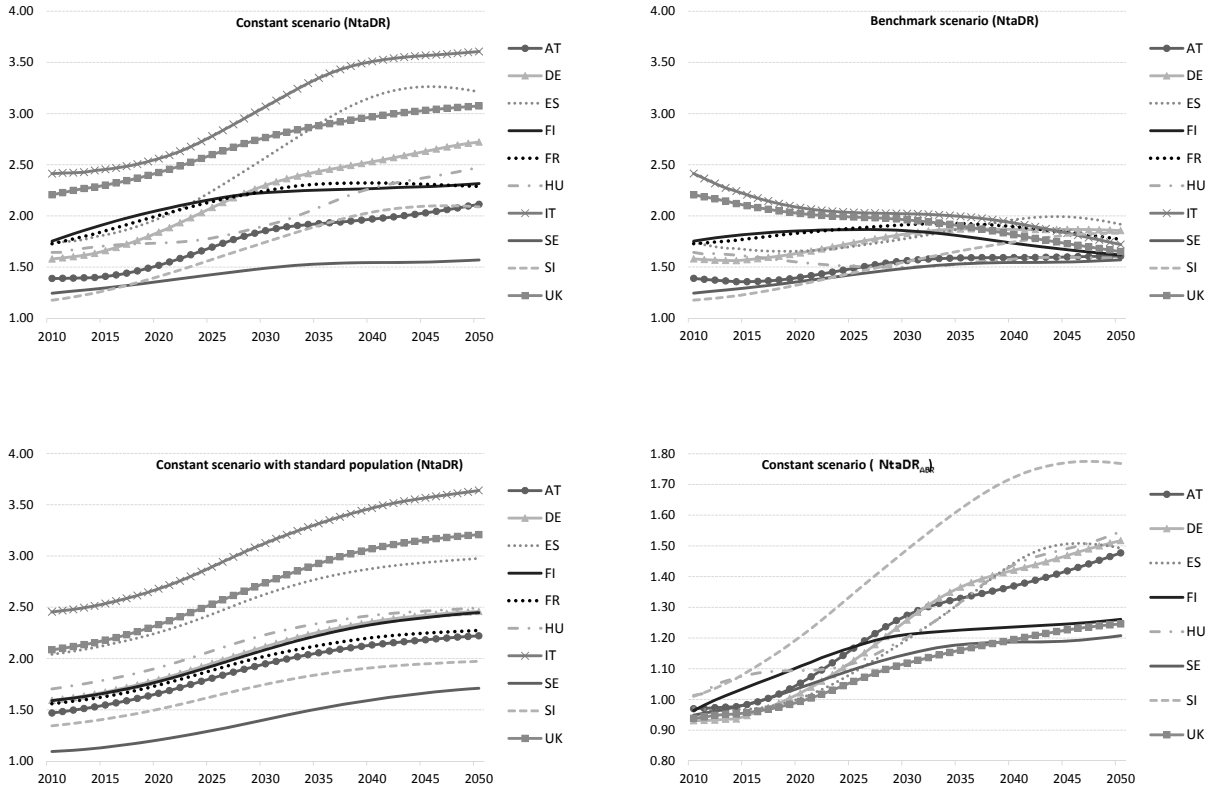 Constant scenario (NtaDR)
4.00
3.50
3.00
2.50
2.00
1.50
1.00
2010 2015 2020 2025 2030 2035 2040 2045 2050
AT
DE
ES
FI
FR
HU
IT
SE
SI
UK
Benchmark scenario (NtaDR)
4.00
3.50
3.00
2.50
2.00
1.50
1.00
2010 2015 2020 2025 2030 2035 2040 2045 2050
AT
DE
ES
FI
FR
HU
IT
SE
SI
UK
Constant scenario with standard population (NtaDR)
4.00
3.50
3.00
2.50
2.00
1.50
1.00
2010 2015 2020 2025 2030 2035 2040 2045 2050
AT
DE
ES
FI
FR
HU
IT
SE
SI
UK
Constant scenario ( NtaDR )
1.80
1.70
1.60
1.50
1.40
1.30
1.20
1.10
1.00
0.90
0.80
2010 2015 2020 2025 2030 2035 2040 2045 2050
AT
DE
ES
FI
HU
SE
SI
UK